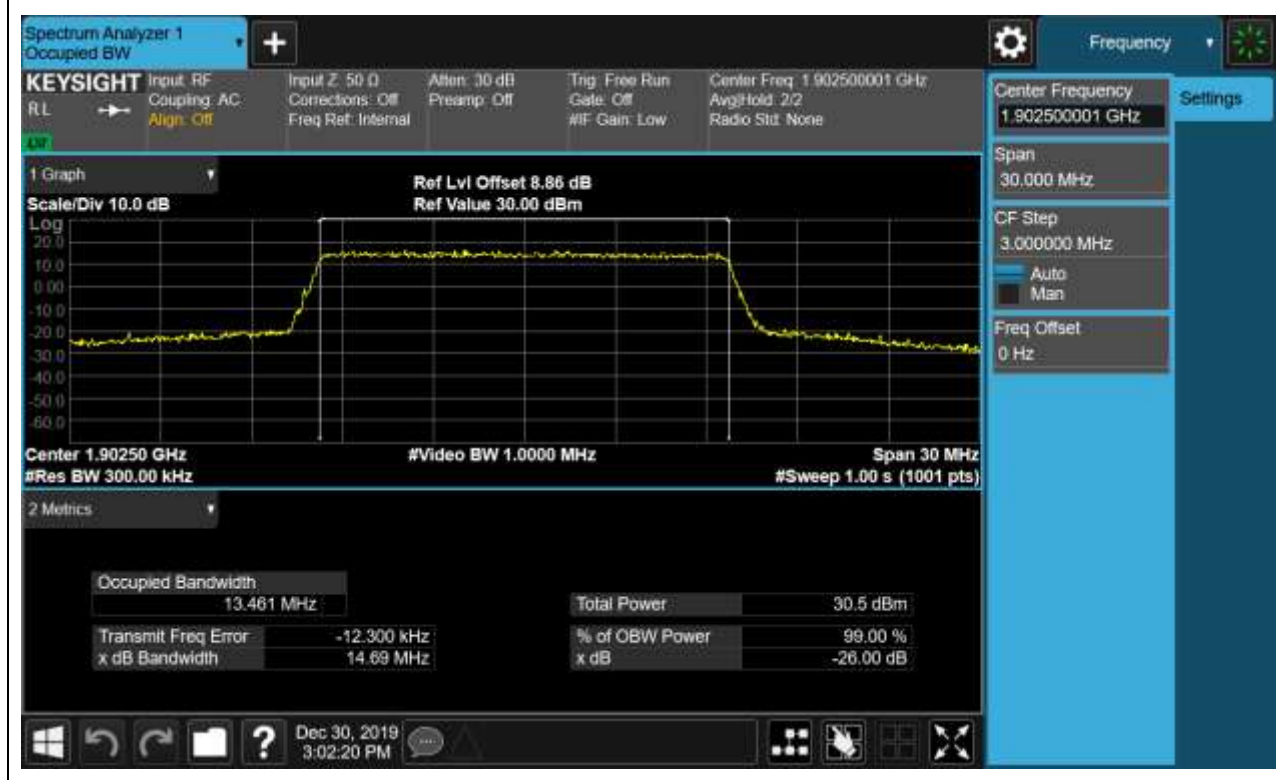 Spectrum Analyzer 1
Occupied BW
+
Frequency
KEYSIGHT
RL
Input: RF
Coupling: AC
Align: Off
Input Z: 50 Ω
Corrections: Off
Freq Ref: Internal
Atten: 30 dB
Preamp: Off
Trig: Free Run
Gate: Off
#IF Gain: Low
Center Freq: 1.902500001 GHz
Avg|Hold: 2/2
Radio Std: None
Center Frequency
1.902500001 GHz
Settings
Span
30.000 MHz
CF Step
3.000000 MHz
Auto
Man
Freq Offset
0 Hz
1 Graph
Scale/Div 10.0 dB
Ref Lvl Offset 8.86 dB
Ref Value 30.00 dBm
Log
20.0
10.0
0.00
-10.0
-20.0
-30.0
-40.0
-50.0
-60.0
Center 1.90250 GHz
#Res BW 300.00 kHz
#Video BW 1.0000 MHz
Span 30 MHz
#Sweep 1.00 s (1001 pts)
2 Metrics
Occupied Bandwidth
13.461 MHz
Total Power 30.5 dBm
Transmit Freq Error -12.300 kHz
% of OBW Power 99.00 %
x dB Bandwidth 14.69 MHz
x dB -26.00 dB
?
Dec 30, 2019
3:02:20 PM